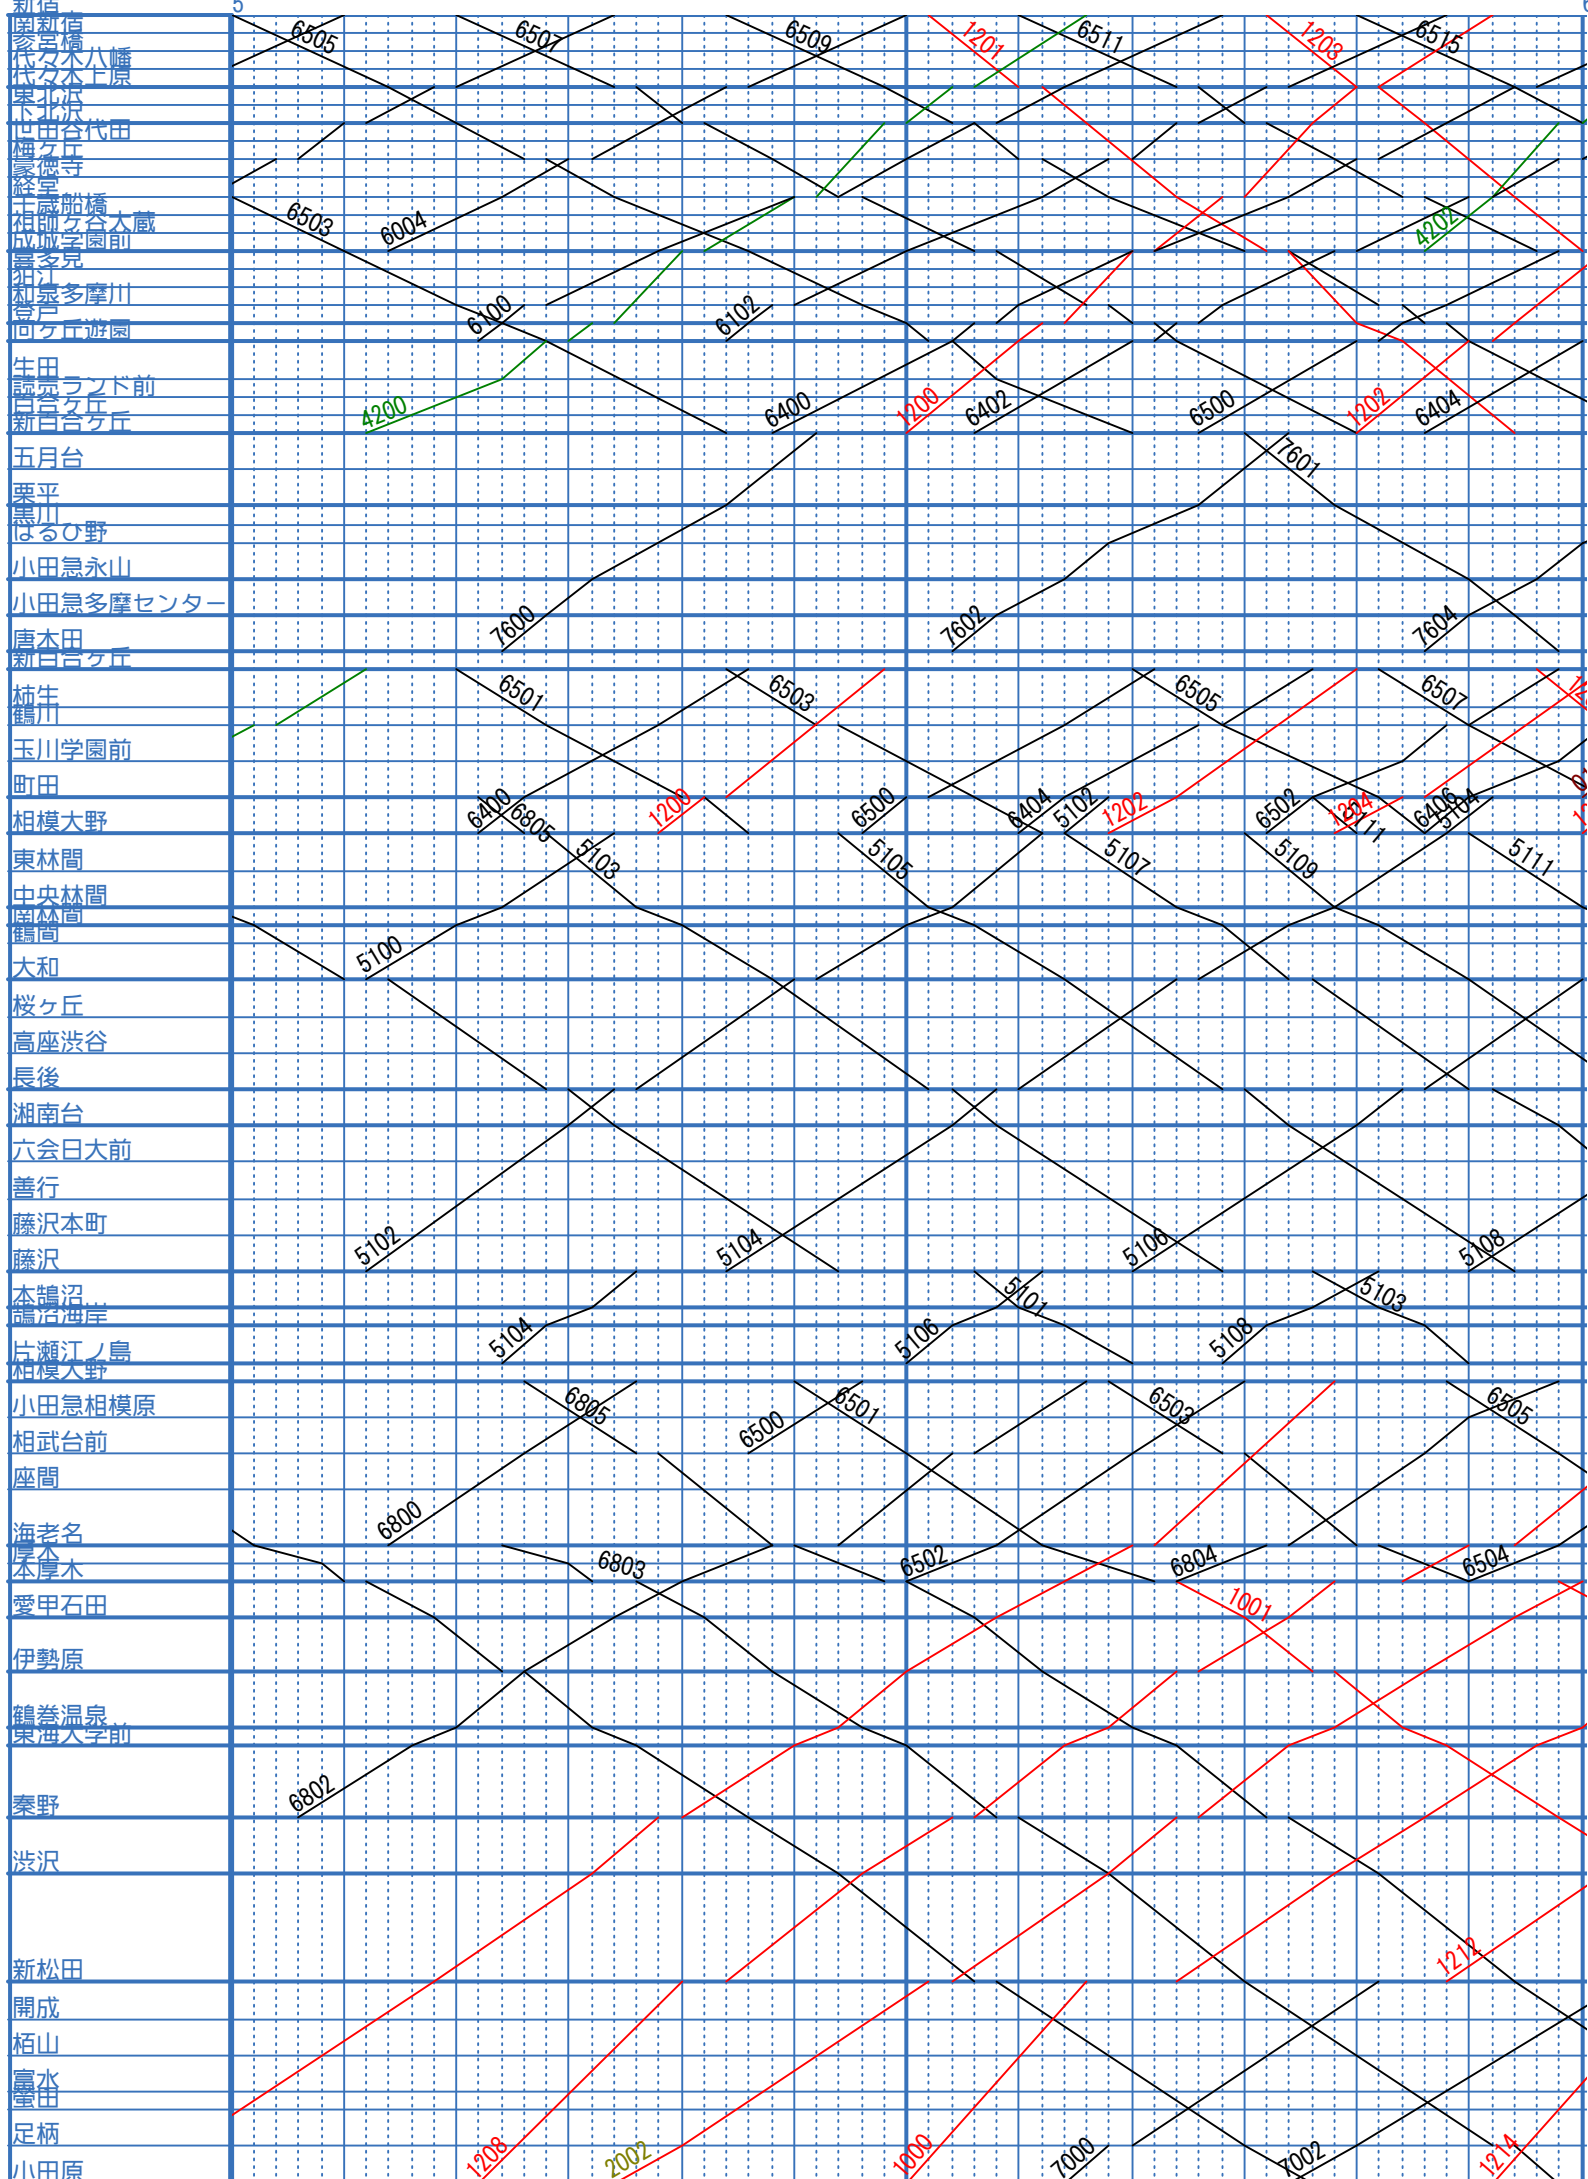 新宿 5
南新宿 6505 6507 6509 1201 6511 1203 6515
参宮橋
代々木八幡
代々木上原
東北沢
下北沢
世田谷代田
梅ヶ丘
豪徳寺
経堂
千歳船橋 6503 6004 4202
祖師ヶ谷大蔵
成城学園前
喜多見
狛江
和泉多摩川
登戸 6100 6102
向ヶ丘遊園
生田
読売ランド前
百合ヶ丘 4200 6400 1200 6402 6500 1202 6404
新百合ヶ丘
五月台 7601
栗平
黒川
はるひ野
小田急永山
小田急多摩センター
唐木田 7600 7602 7604
新百合ヶ丘
柿生 6501 6503 6505 6507
鶴川
玉川学園前
町田
相模大野 6400 6805 1200 6500 6404 5102 1202 6502 1204 5111 6406 5104
東林間 5103 5105 5107 5109 5111
中央林間
南林間
鶴間
大和 5100
桜ヶ丘
高座渋谷
長後
湘南台
六会日大前
善行
藤沢本町
藤沢 5102 5104 5106 5108
本鵠沼 5101 5103
鵠沼海岸
片瀬江ノ島 5104 5106 5108
相模大野
小田急相模原 6805 6501 6503 6505
相武台前 6500
座間
海老名 6800
厚木 6803 6502 6804 6504
本厚木
愛甲石田 1001
伊勢原
鶴巻温泉
東海大学前
秦野 6802
渋沢
新松田 1212
開成
栢山
富水
螢田
足柄
小田原 1208 2002 1000 7000 7002 1214